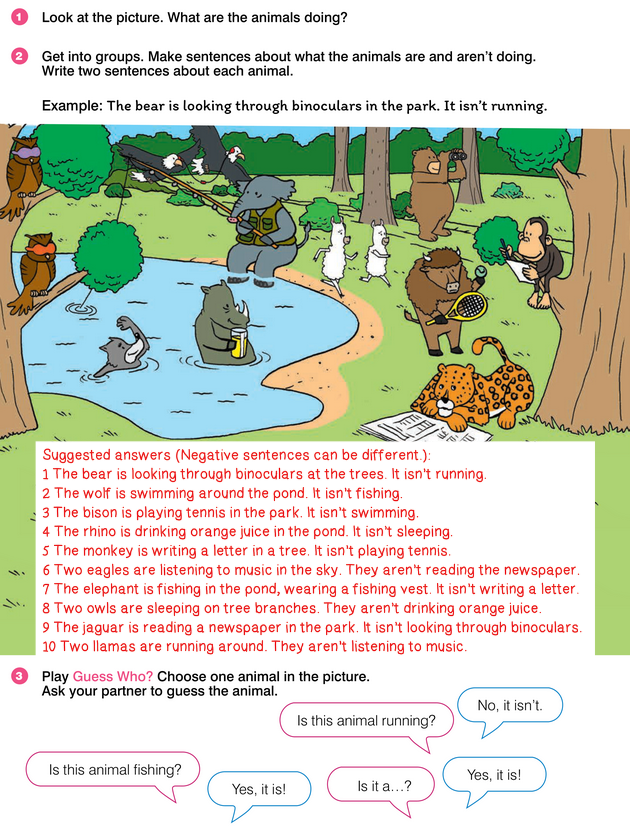 1 Look at the picture. What are the animals doing?
2 Get into groups. Make sentences about what the animals are and aren't doing.
Write two sentences about each animal.
Example: The bear is looking through binoculars in the park. It isn't running.
Suggested answers (Negative sentences can be different.):
1 The bear is looking through binoculars at the trees. It isn't running.
2 The wolf is swimming around the pond. It isn't fishing.
3 The bison is playing tennis in the park. It isn't swimming.
4 The rhino is drinking orange juice in the pond. It isn't sleeping.
5 The monkey is writing a letter in a tree. It isn't playing tennis.
6 Two eagles are listening to music in the sky. They aren't reading the newspaper.
7 The elephant is fishing in the pond, wearing a fishing vest. It isn't writing a letter.
8 Two owls are sleeping on tree branches. They aren't drinking orange juice.
9 The jaguar is reading a newspaper in the park. It isn't looking through binoculars.
10 Two llamas are running around. They aren't listening to music.
3 Play Guess Who? Choose one animal in the picture.
Ask your partner to guess the animal.
Is this animal running?
No, it isn't.
Is this animal fishing?
Yes, it is!
Is it a...?
Yes, it is!